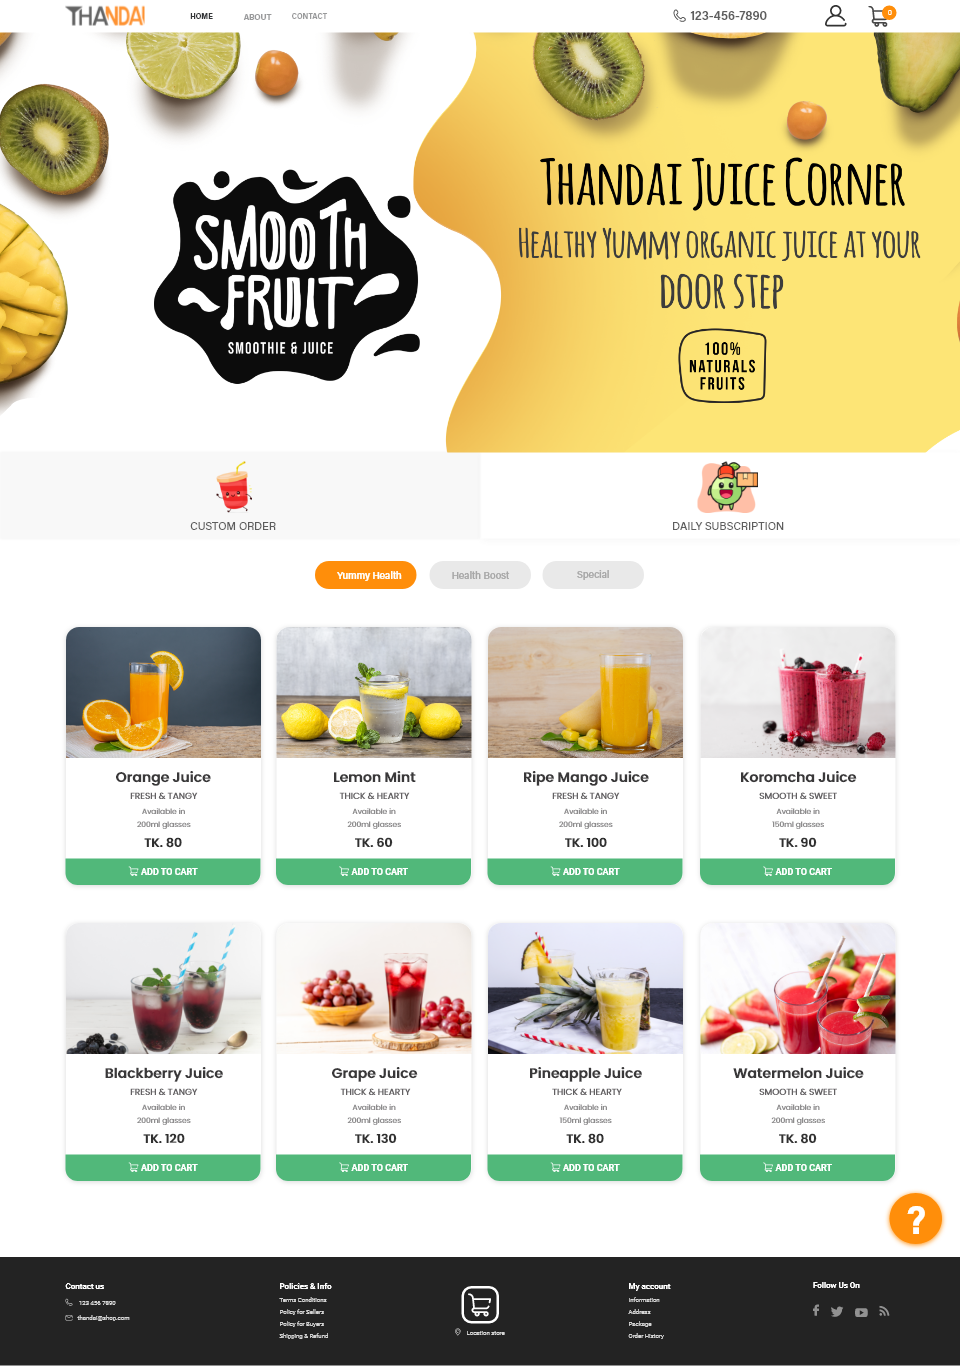 THANDAI
HOME
ABOUT
CONTACT
123-456-7890
0
SMOOTH
FRUIT
SMOOTHIE & JUICE
THANDAI JUICE CORNER
HEALTHY YUMMY ORGANIC JUICE AT YOUR
DOOR STEP
100%
NATURALS
FRUITS
CUSTOM ORDER
DAILY SUBSCRIPTION
Yummy Health
Health Boost
Special
Orange Juice
FRESH & TANGY
Available in
200ml glasses
TK. 80
ADD TO CART
Lemon Mint
THICK & HEARTY
Available in
200ml glasses
TK. 60
ADD TO CART
Ripe Mango Juice
FRESH & TANGY
Available in
200ml glasses
TK. 100
ADD TO CART
Koromcha Juice
SMOOTH & SWEET
Available in
150ml glasses
TK. 90
ADD TO CART
Blackberry Juice
FRESH & TANGY
Available in
200ml glasses
TK. 120
ADD TO CART
Grape Juice
THICK & HEARTY
Available in
200ml glasses
TK. 130
ADD TO CART
Pineapple Juice
THICK & HEARTY
Available in
150ml glasses
TK. 80
ADD TO CART
Watermelon Juice
SMOOTH & SWEET
Available in
200ml glasses
TK. 80
ADD TO CART
?
Contact us
123 456 7890
thandai@shop.com
Policies & Info
Terms Conditions
Policy for Sellers
Policy for Buyers
Shipping & Refund
Location store
My account
Information
Address
Package
Order History
Follow Us On